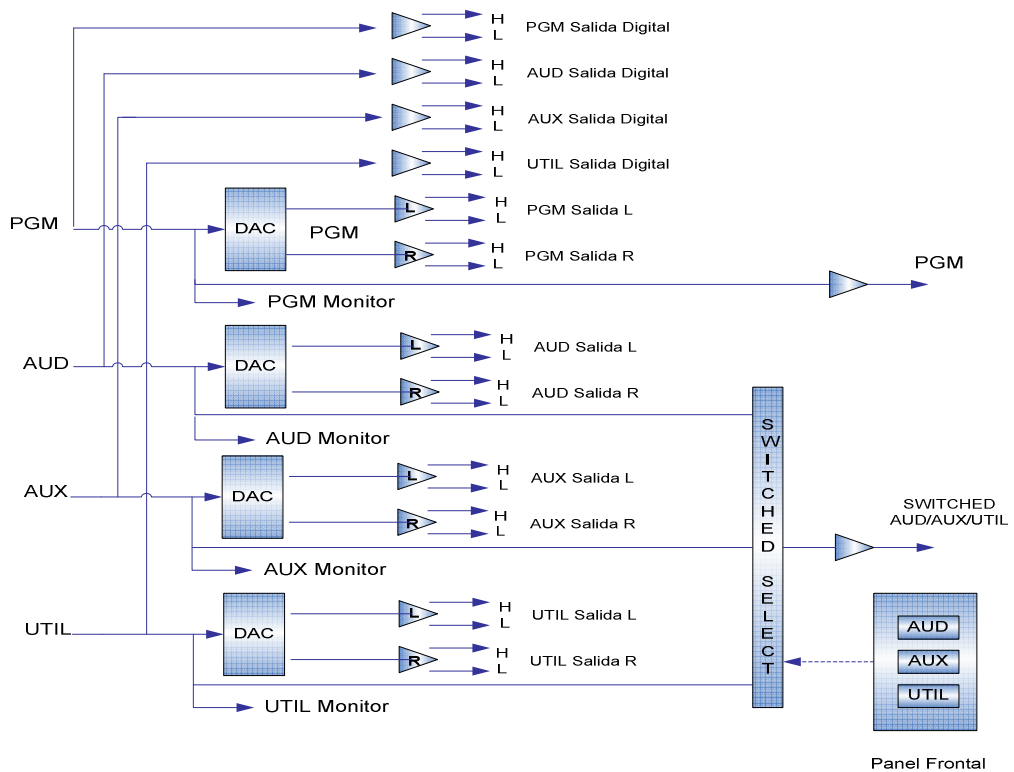 H
L
PGM Salida Digital
H
L
AUD Salida Digital
H
L
AUX Salida Digital
H
L
UTIL Salida Digital
PGM
DAC
PGM
L
H
L
PGM Salida L
R
H
L
PGM Salida R
PGM
PGM Monitor
AUD
DAC
L
H
L
AUD Salida L
R
H
L
AUD Salida R
AUD Monitor
AUX
DAC
L
H
L
AUX Salida L
R
H
L
AUX Salida R
AUX Monitor
UTIL
DAC
L
H
L
UTIL Salida L
R
H
L
UTIL Salida R
UTIL Monitor
SWITCHED SELECT
SWITCHED
AUD/AUX/UTIL
AUD
AUX
UTIL
Panel Frontal